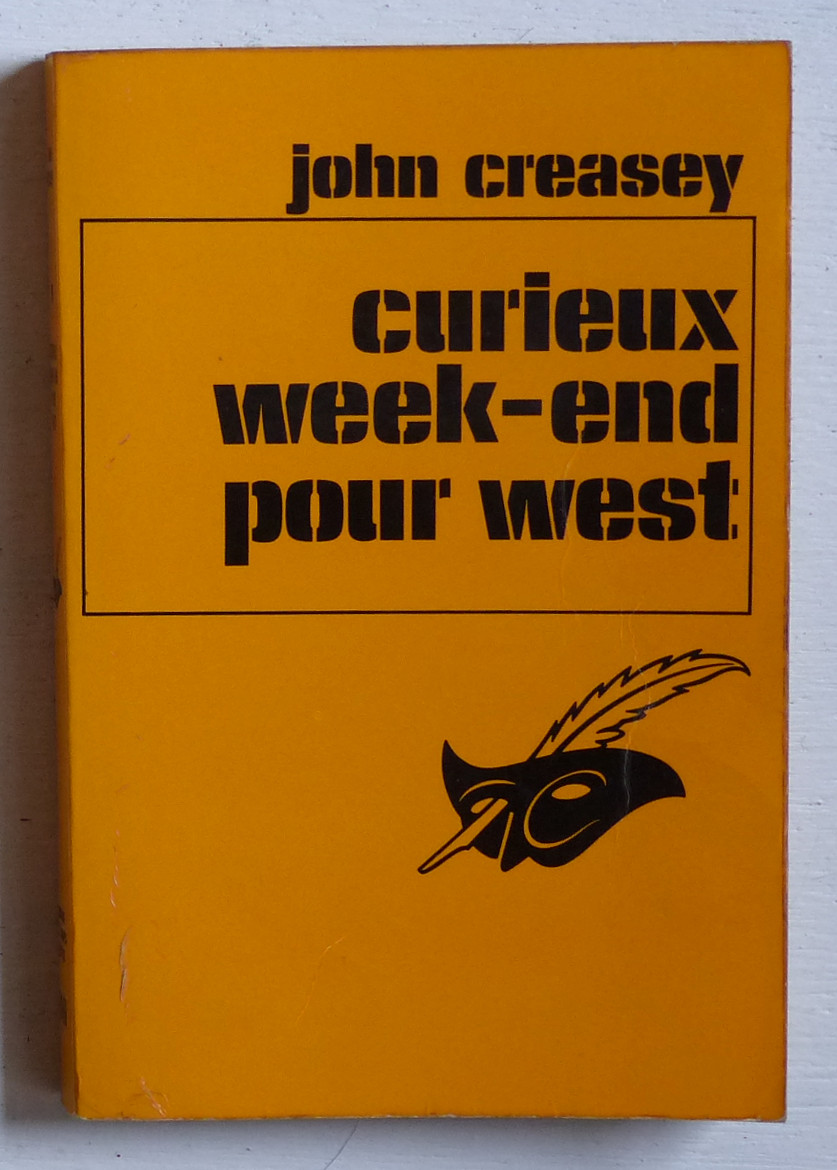 john creasey
curieux
week-end
pour west